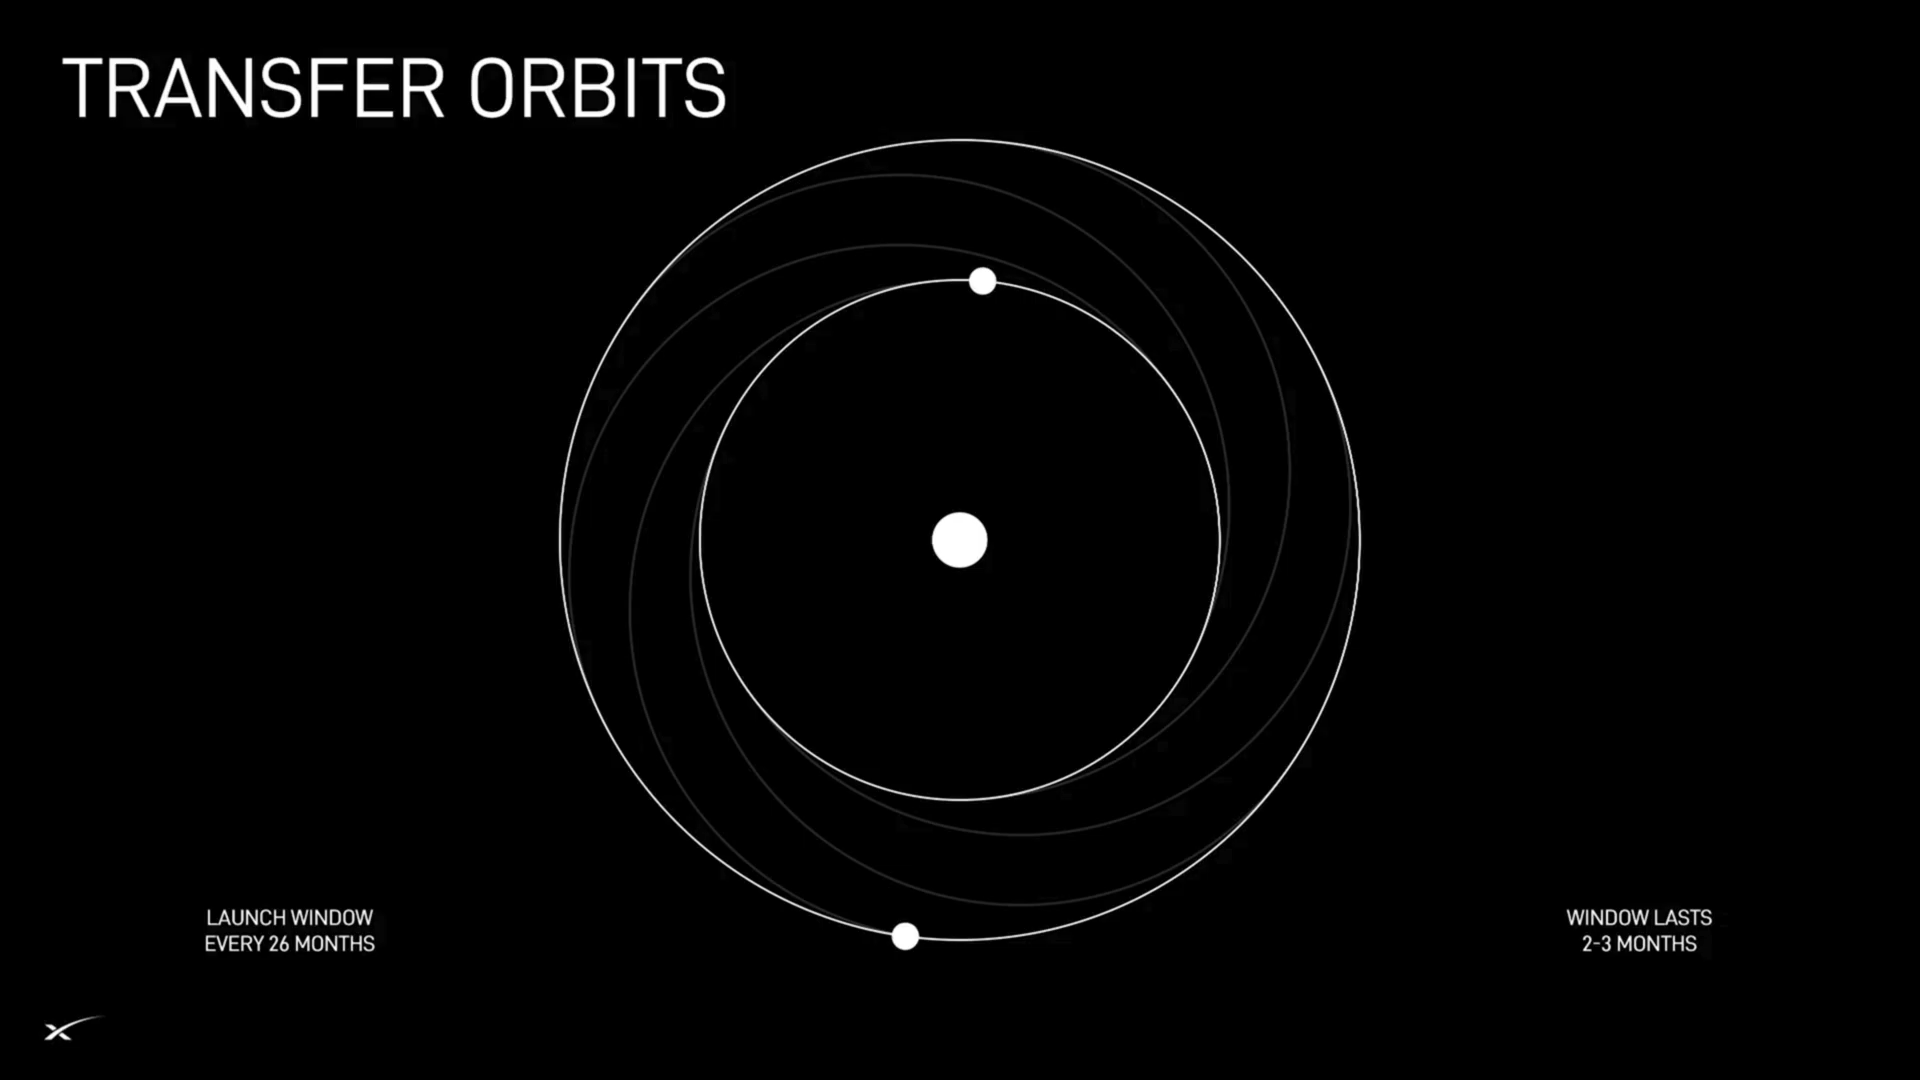 TRANSFER ORBITS
LAUNCH WINDOW
EVERY 26 MONTHS
WINDOW LASTS
2-3 MONTHS